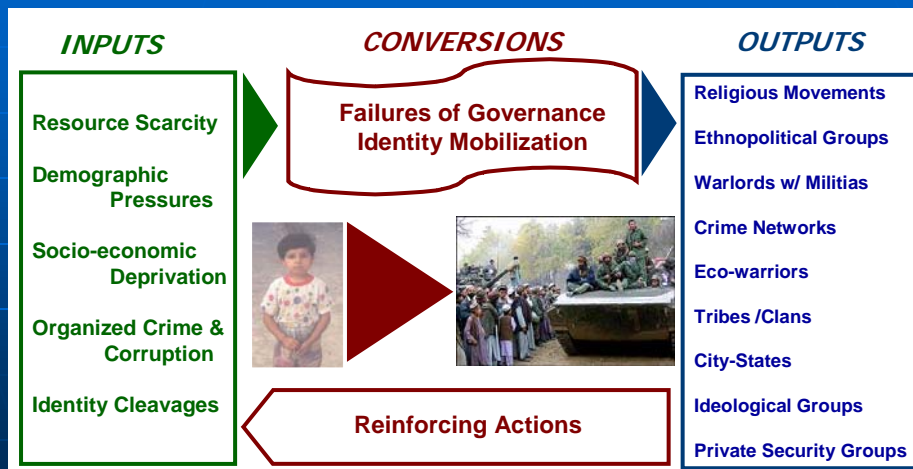 INPUTS
CONVERSIONS
OUTPUTS
Resource Scarcity
Demographic
Pressures
Socio-economic
Deprivation
Organized Crime &
Corruption
Identity Cleavages
Failures of Governance
Identity Mobilization
Reinforcing Actions
Religious Movements
Ethnopolitical Groups
Warlords w/ Militias
Crime Networks
Eco-warriors
Tribes /Clans
City-States
Ideological Groups
Private Security Groups